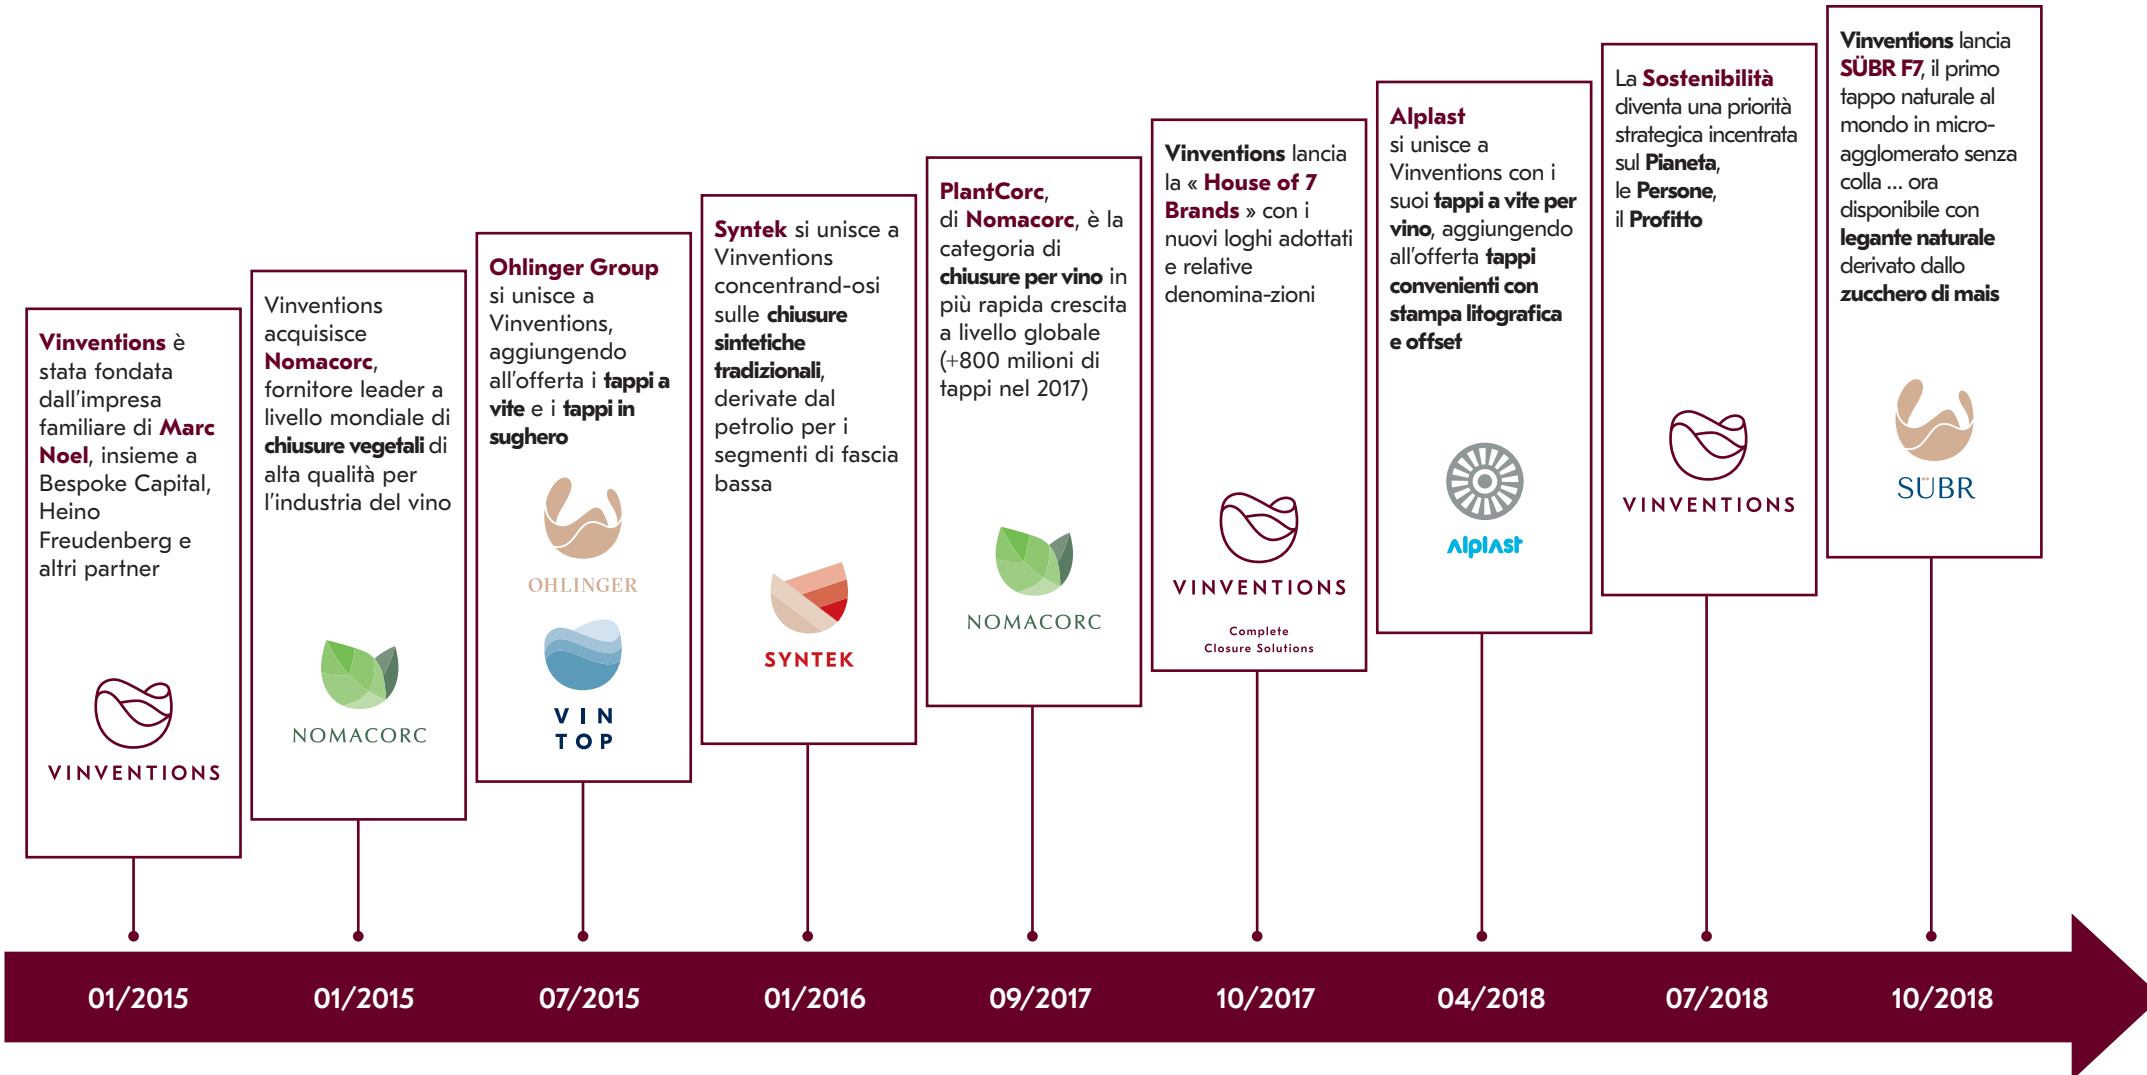 Vinventions è
stata fondata
dall'impresa
familiare di Marc
Noel, insieme a
Bespoke Capital,
Heino
Freudenberg e
altri partner
VINVENTIONS
01/2015
Vinventions
acquisisce
Nomacorc,
fornitore leader a
livello mondiale di
chiusure vegetali di
alta qualità per
l'industria del vino
NOMACORC
01/2015
Ohlinger Group
si unisce a
Vinventions,
aggiungendo
all'offerta i tappi a
vite e i tappi in
sughero
OHLINGER
VIN
TOP
07/2015
Syntek si unisce a
Vinventions
concentrand-osi
sulle chiusure
sintetiche
tradizionali,
derivate dal
petrolio per i
segmenti di fascia
bassa
SYNTEK
01/2016
PlantCorc,
di Nomacorc, è la
categoria di
chiusure per vino in
più rapida crescita
a livello globale
(+800 milioni di
tappi nel 2017)
NOMACORC
09/2017
Vinventions lancia
la « House of 7
Brands » con i
nuovi loghi adottati
e relative
denomina-zioni
VINVENTIONS
Complete
Closure Solutions
10/2017
Alplast
si unisce a
Vinventions con i
suoi tappi a vite per
vino, aggiungendo
all'offerta tappi
convenienti con
stampa litografica
e offset
Alplast
04/2018
La Sostenibilità
diventa una priorità
strategica incentrata
sul Pianeta,
le Persone,
il Profitto
VINVENTIONS
07/2018
Vinventions lancia
SÜBR F7, il primo
tappo naturale al
mondo in micro-
agglomerato senza
colla ... ora
disponibile con
legante naturale
derivato dallo
zucchero di mais
SÜBR
10/2018